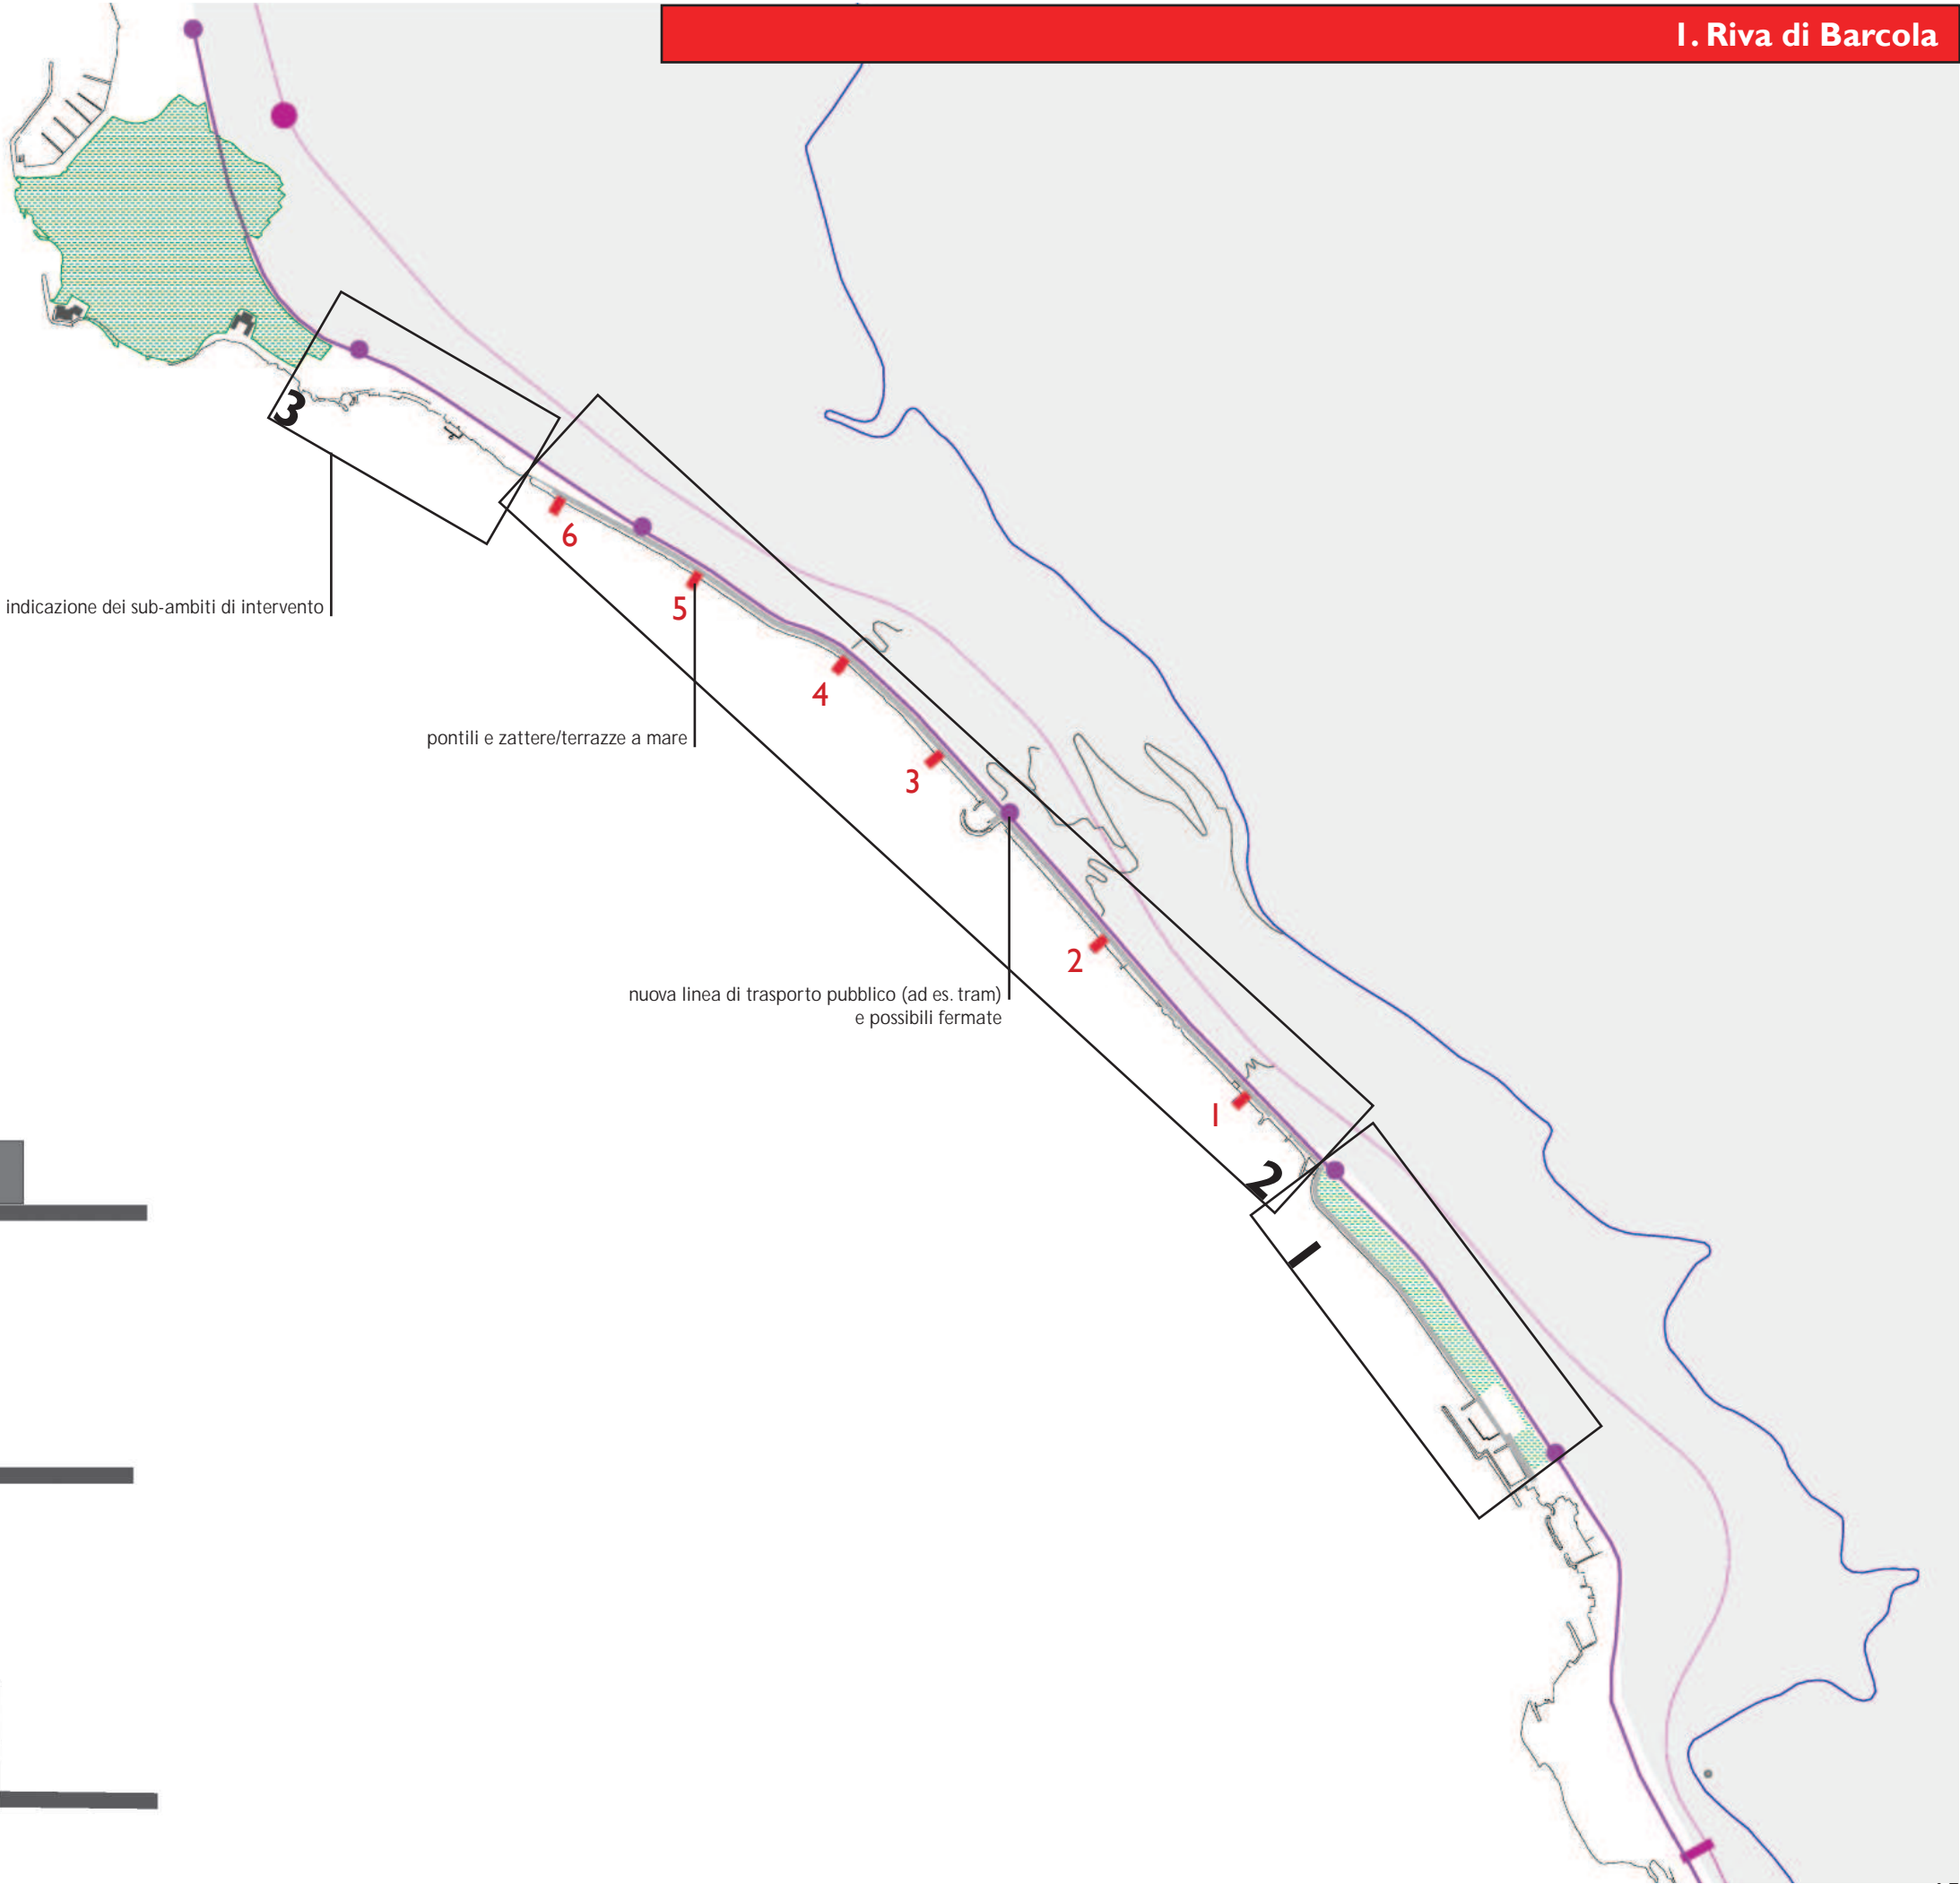 1. Riva di Barcola
3
6
indicazione dei sub-ambiti di intervento
5
4
pontili e zattere/terrazze a mare
3
2
nuova linea di trasporto pubblico (ad es. tram)
e possibili fermate
1
2
1